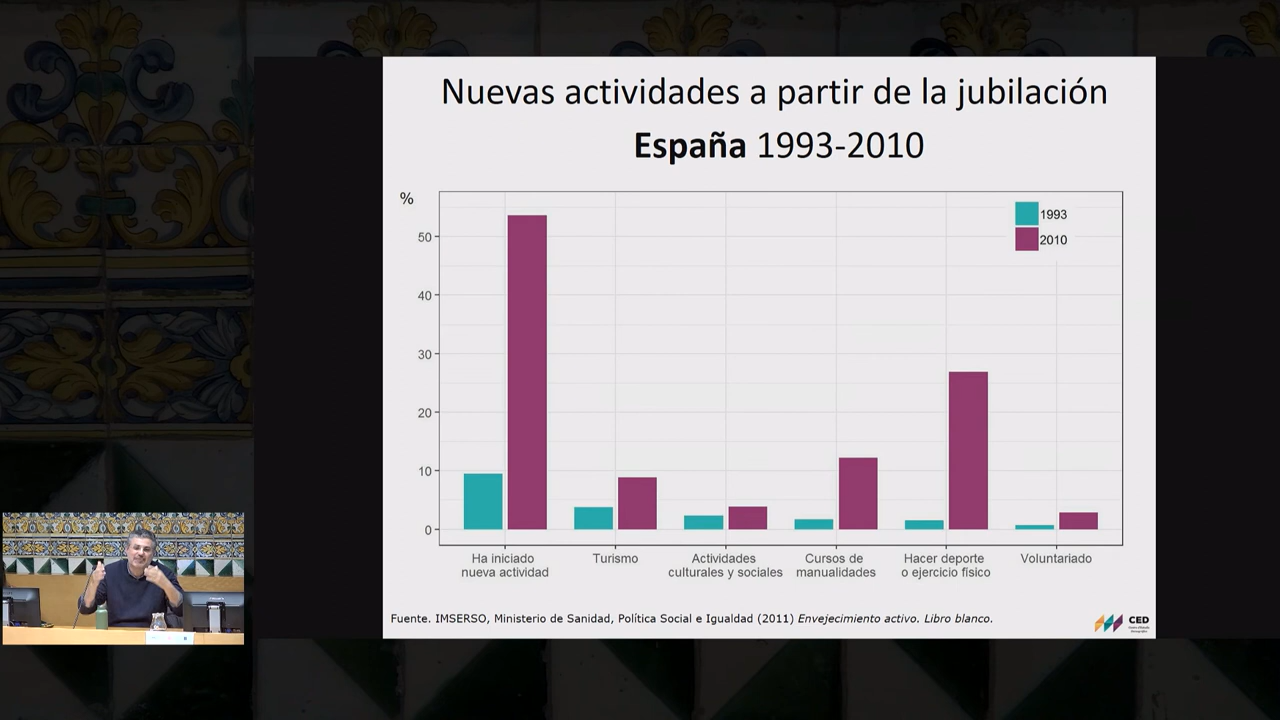 Nuevas actividades a partir de la jubilación
España 1993-2010
%
1993
2010
50
40
30
20
10
0
Ha iniciado
nueva actividad
Turismo
Actividades
culturales y sociales
Cursos de
manualidades
Hacer deporte
o ejercicio físico
Voluntariado
Fuente. IMSERSO, Ministerio de Sanidad, Política Social e Igualdad (2011) Envejecimiento activo. Libro blanco.
CED